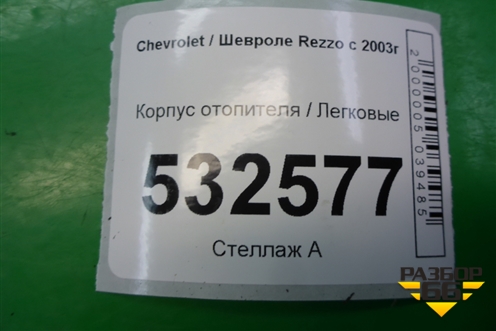 Chevrolet / Шевроле Rezzo с 2003г
Корпус отопителя / Легковые
532577
Стеллаж А
2000005039485
РАЗБОР
66